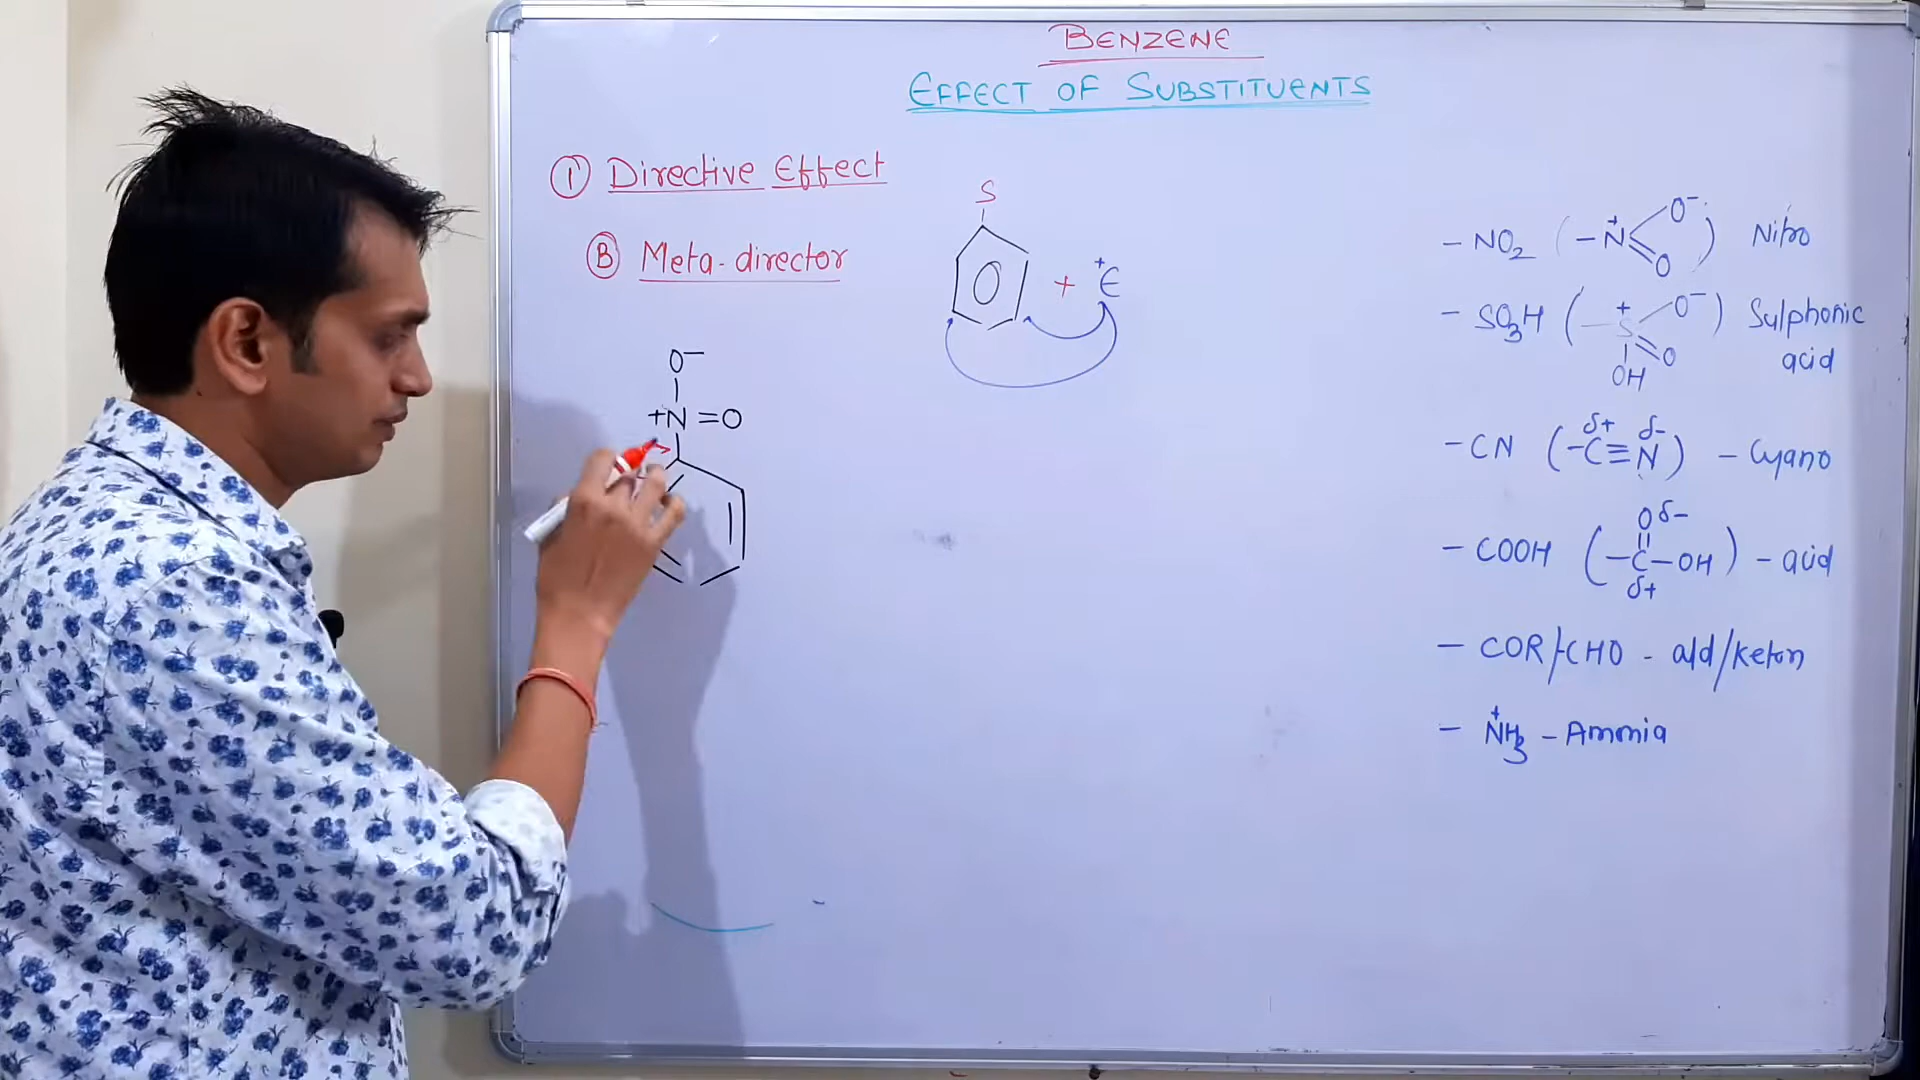 BENZENE
EFFECT OF SUBSTITUENTS
① Directive Effect
Ⓑ Meta-director
S
+ E⁺
O⁻
+N=O
-NO₂ (-N⁺ O⁻ O) Nitro
-SO₃H (-S⁺ O⁻ O OH) Sulphonic acid
-CN (-C≡N δ+ δ-) - Cyano
-COOH (-C-OH O δ- δ+) - acid
-COR/-CHO - ald/keton
-N⁺H₃ - Ammia